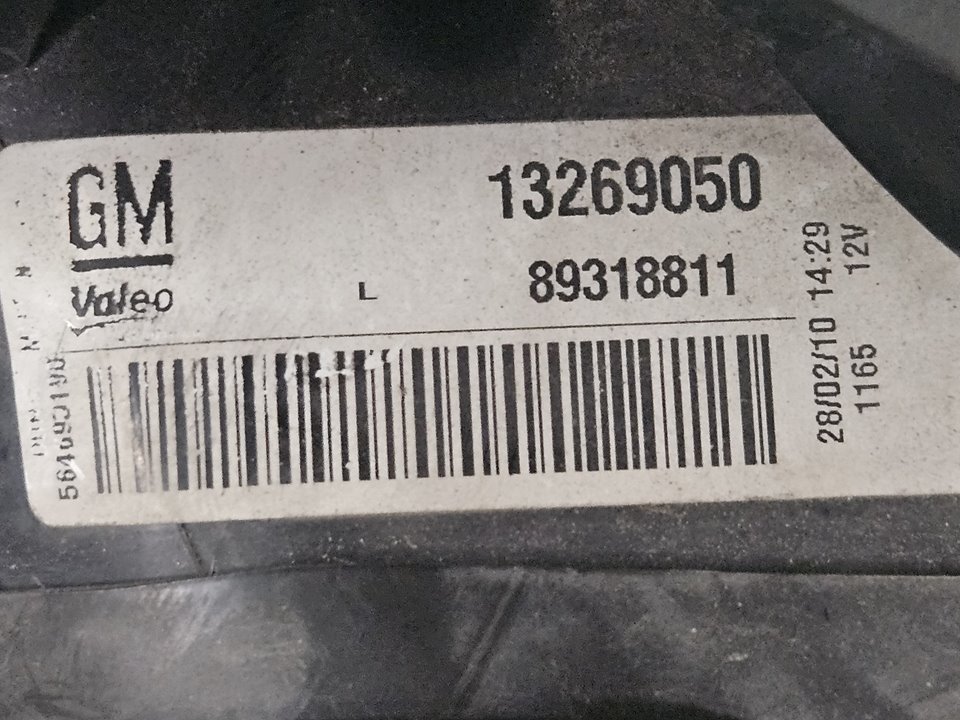 GM
13269050
Valeo
L
89318811
28/02/10 14:29
1165 12V